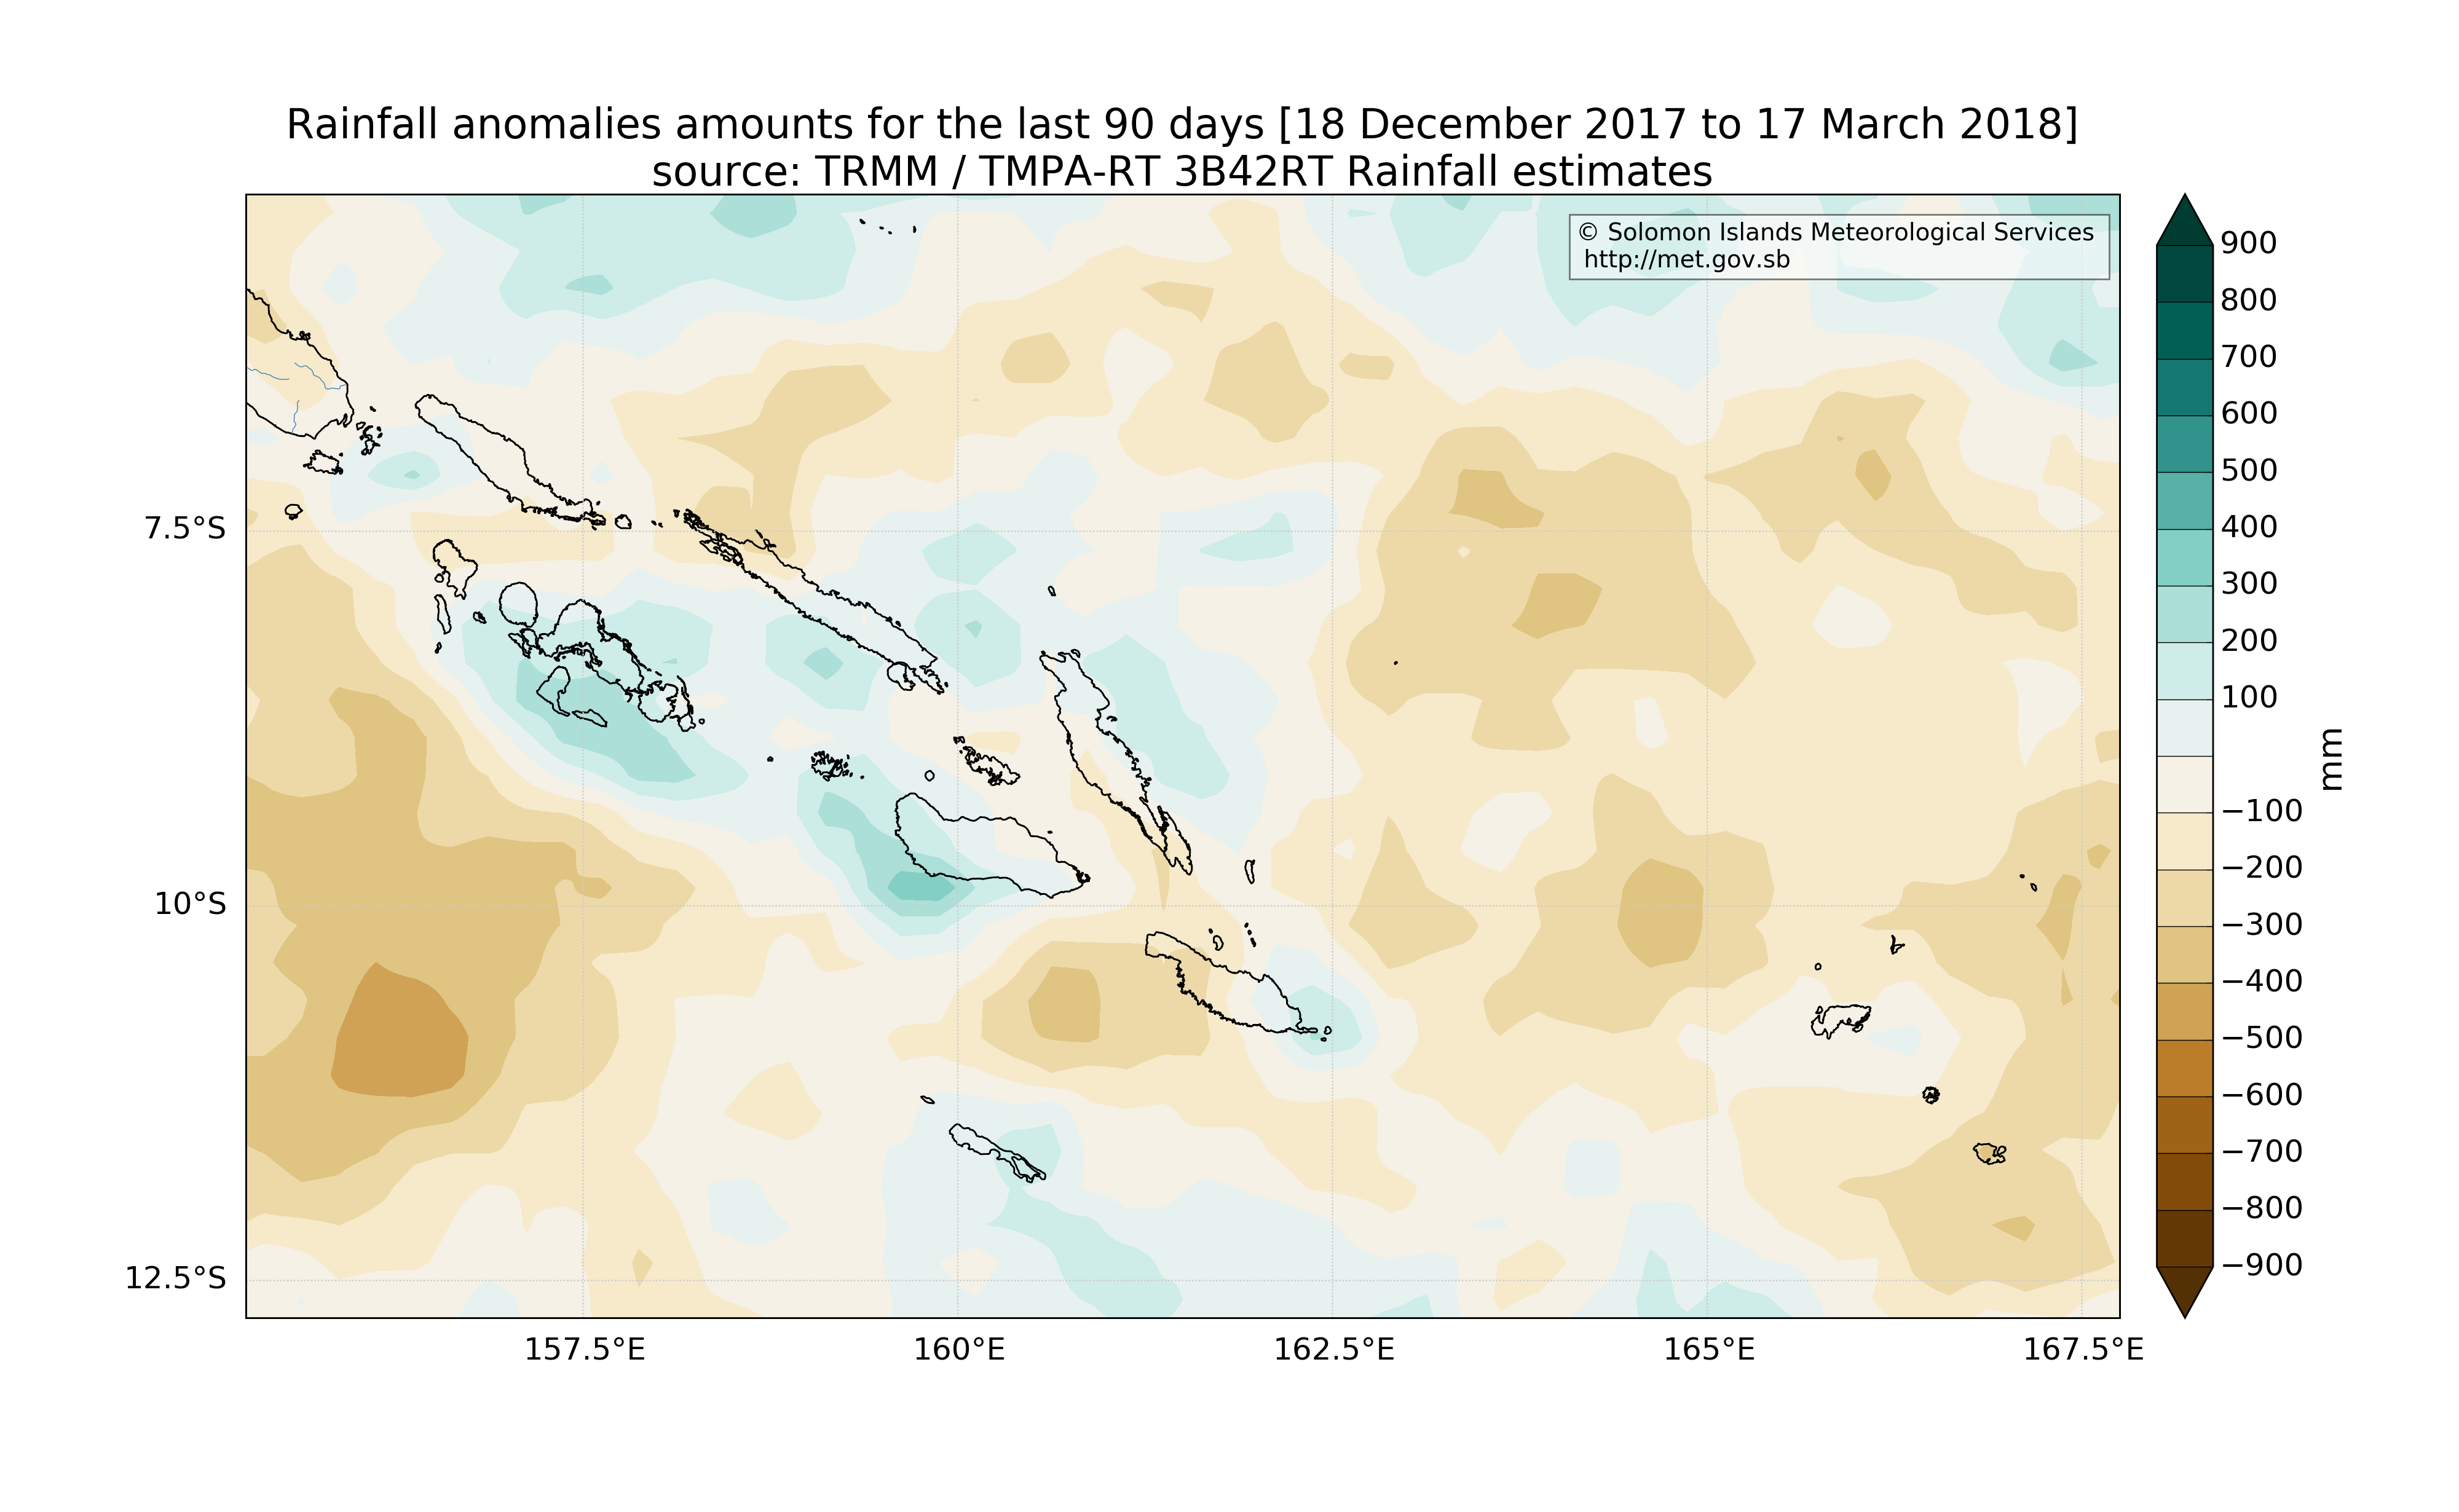 Rainfall anomalies amounts for the last 90 days [18 December 2017 to 17 March 2018]
source: TRMM / TMPA-RT 3B42RT Rainfall estimates
© Solomon Islands Meteorological Services
http://met.gov.sb
7.5°S
10°S
12.5°S
157.5°E
160°E
162.5°E
165°E
167.5°E
900
800
700
600
500
400
300
200
100
−100
−200
−300
−400
−500
−600
−700
−800
−900
mm